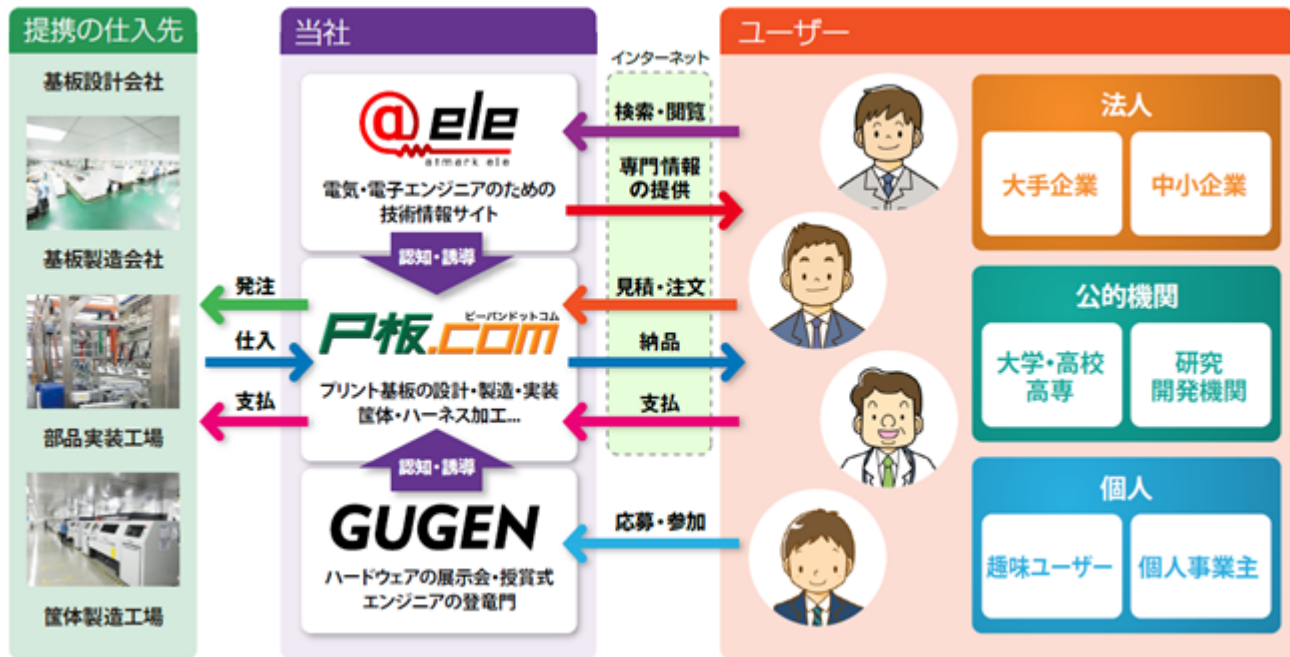 提携の仕入先
基板設計会社
基板製造会社
部品実装工場
筐体製造工場
発注
仕入
支払
当社
@ele
atmark ele
電気・電子エンジニアのための
技術情報サイト
認知・誘導
ピーバンドットコム
P板.com
プリント基板の設計・製造・実装
筐体・ハーネス加工...
認知・誘導
GUGEN
ハードウェアの展示会・授賞式
エンジニアの登竜門
インターネット
検索・閲覧
専門情報
の提供
見積・注文
納品
支払
応募・参加
ユーザー
法人
大手企業
中小企業
公的機関
大学・高校
高専
研究
開発機関
個人
趣味ユーザー
個人事業主